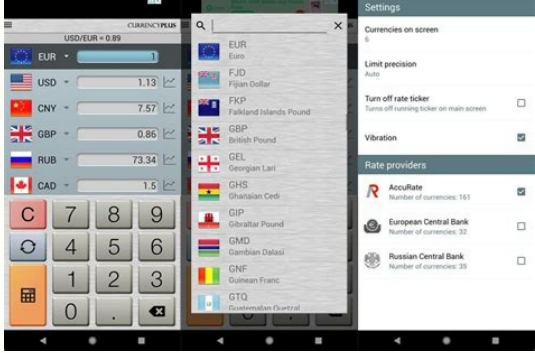 CURRENCYPLUS
USD/EUR = 0.89
EUR 1
USD 1.13
CNY 7.57
GBP 0.86
RUB 73.34
CAD 1.5
C 7 8 9
4 5 6
1 2 3
0 .
EUR
Euro
FJD
Fijian Dollar
FKP
Falkland Islands Pound
GBP
British Pound
GEL
Georgian Lari
GHS
Ghanaian Cedi
GIP
Gibraltar Pound
GMD
Gambian Dalasi
GNF
Guinean Franc
GTQ
Guatemalan Quetzal
Settings
Currencies on screen
6
Limit precision
Auto
Turn off rate ticker
Turns off running ticker on main screen
Vibration
Rate providers
AccuRate
Number of currencies: 161
European Central Bank
Number of currencies: 32
Russian Central Bank
Number of currencies: 35